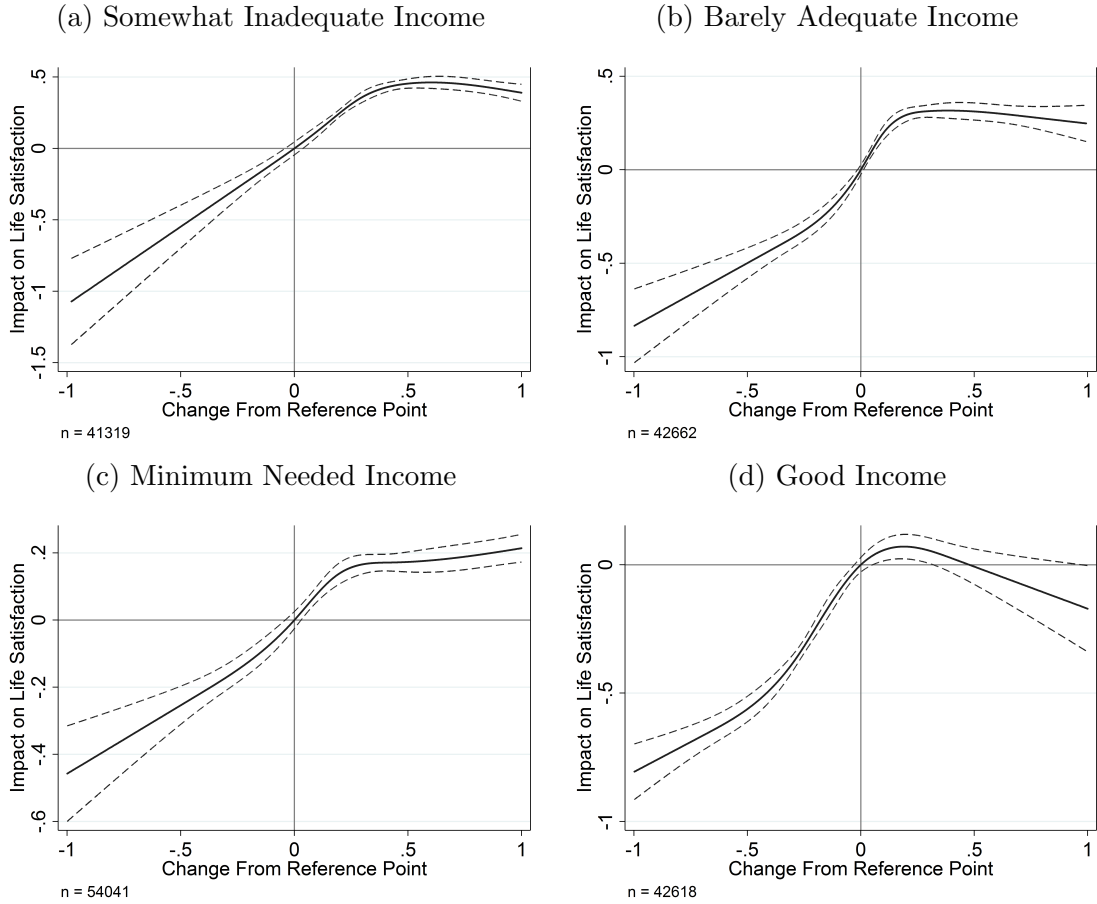 (a) Somewhat Inadequate Income
Impact on Life Satisfaction
.5
0
-.5
-1
-1.5
-1 -.5 0 .5 1
Change From Reference Point
n = 41319
(b) Barely Adequate Income
Impact on Life Satisfaction
.5
0
-.5
-1
-1 -.5 0 .5 1
Change From Reference Point
n = 42662
(c) Minimum Needed Income
Impact on Life Satisfaction
.2
0
-.2
-.4
-.6
-1 -.5 0 .5 1
Change From Reference Point
n = 54041
(d) Good Income
Impact on Life Satisfaction
0
-.5
-1
-1 -.5 0 .5 1
Change From Reference Point
n = 42618